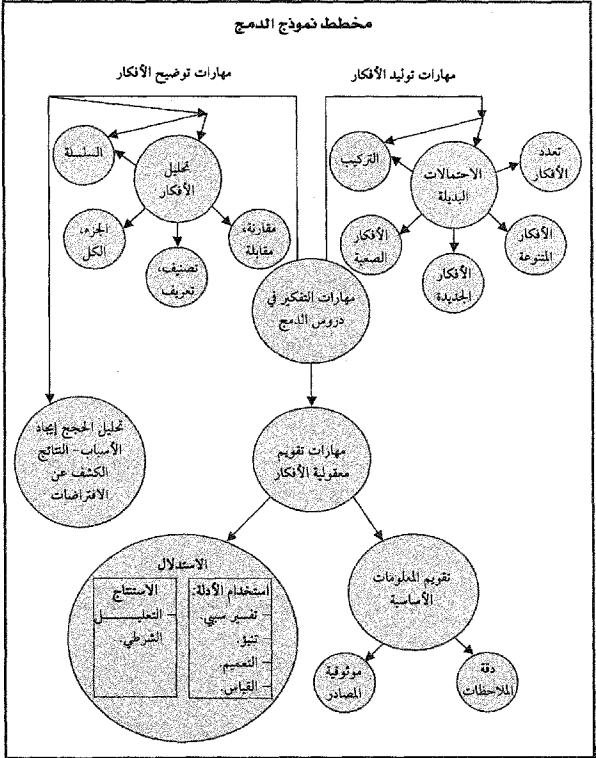 مخطط نموذج الدمج
مهارات توليد الأفكار
مهارات توضيح الأفكار
تعدد
الأفكار
الاحتمالات
البديلة
التركيب
الأفكار
المتنوعة
الأفكار
الجديدة
الأفكار
الصعبة
تحليل
الأفكار
السلسلة
مقارنة،
مقابلة
تصنيف،
تعريف
الجزء،
الكل
مهارات التفكير في
دروس الدمج
تحليل الحجج إيجاد
الأسباب - النتائج
الكشف عن
الافتراضات
مهارات تقويم
معقولية الأفكار
تقويم المعلومات
الأساسية
دقة
الملاحظات
موثوقية
المصادر
الاستدلال
استخدام الأدلة:
تفسير سببي.
تنبؤ.
التعميم.
القياس.
الاستنتاج
التعليـــــل
الشرطي.